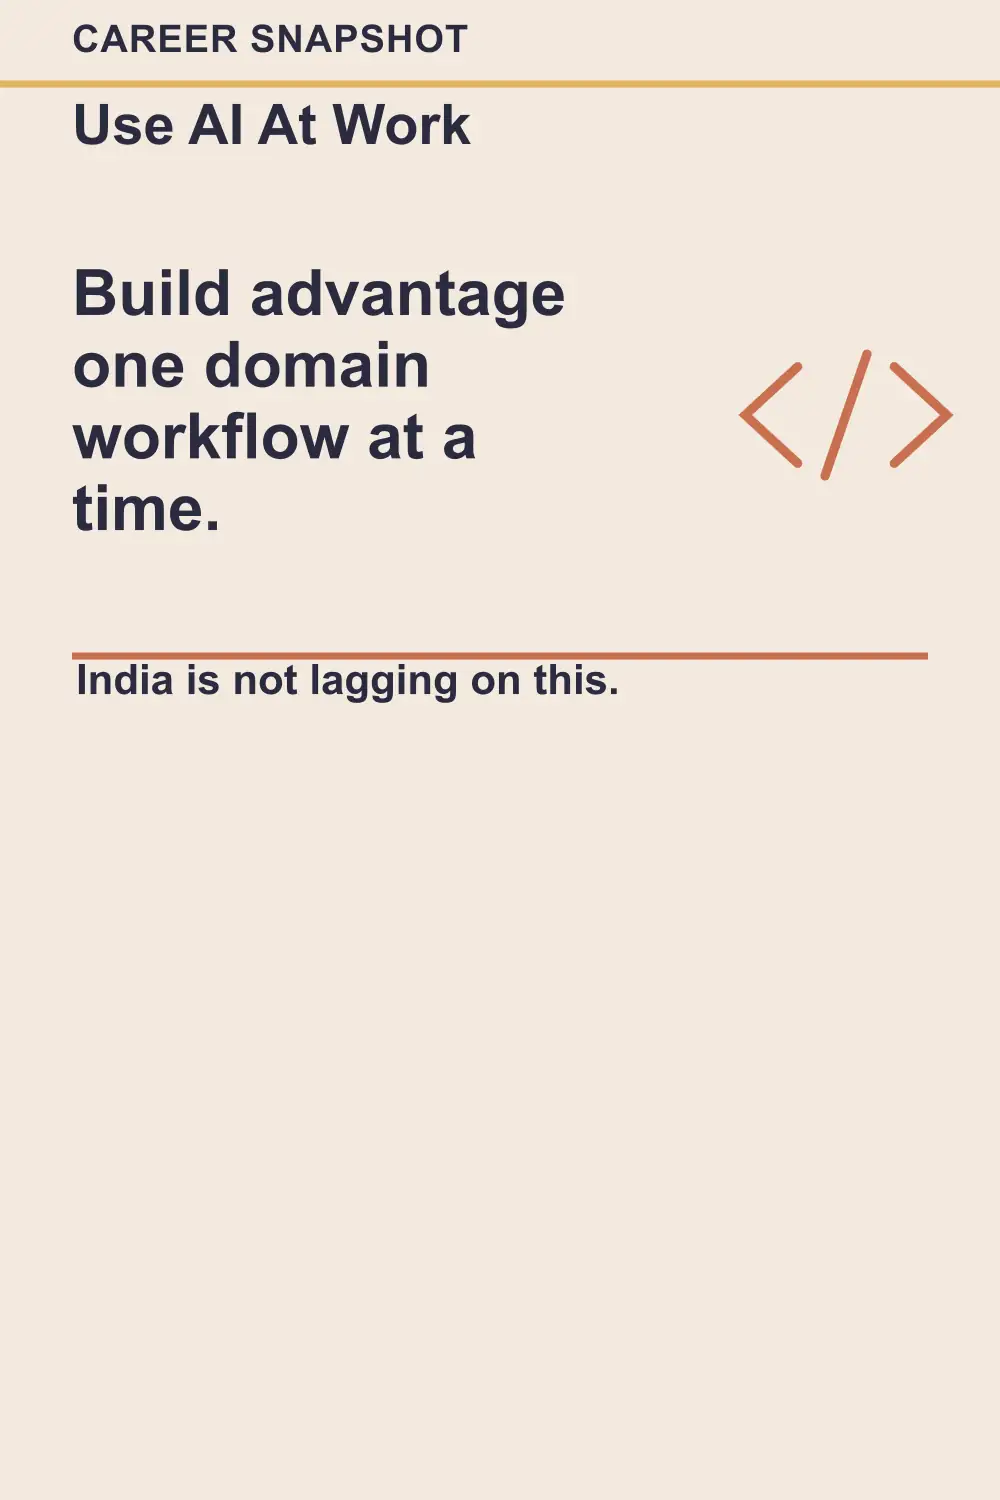 CAREER SNAPSHOT
Use AI At Work
Build advantage
one domain
workflow at a
time.
</>
India is not lagging on this.